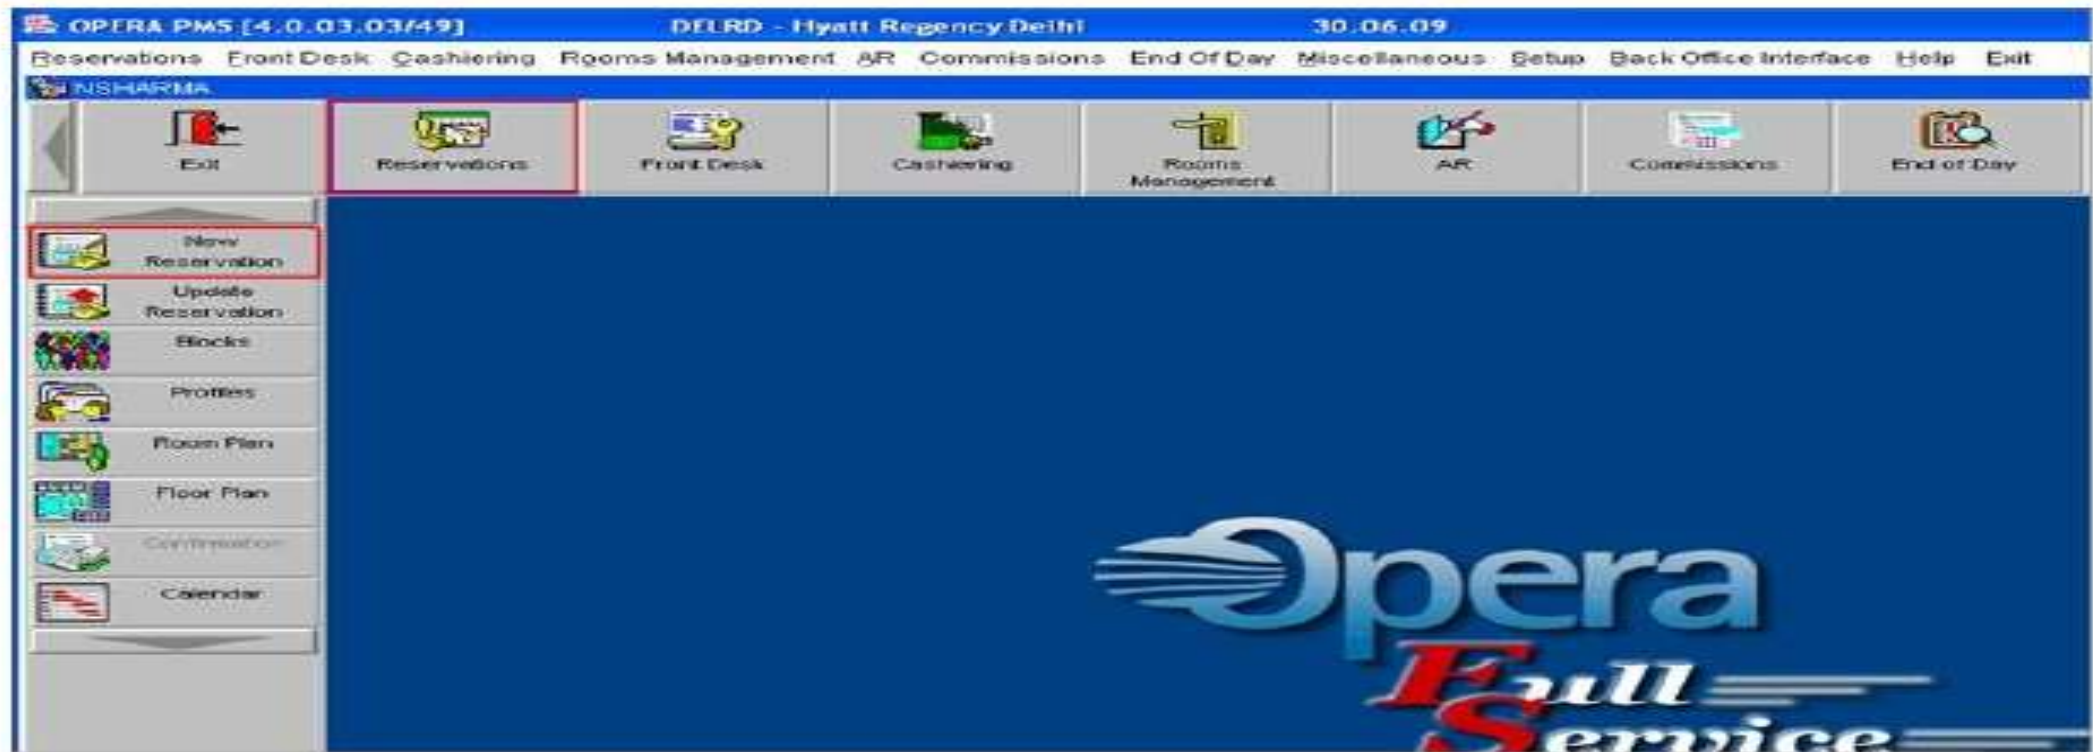 OPERA PMS [4.0.03.03/49] DELRD - Hyatt Regency Delhi 30.06.09
Reservations Front Desk Cashiering Rooms Management AR Commissions End Of Day Miscellaneous Setup Back Office Interface Help Exit
NSHARMA
Exit Reservations Front Desk Cashiering Rooms Management AR Commissions End of Day
New
Reservation
Update
Reservation
Blocks
Profiles
Room Plan
Floor Plan
Confirmation
Calendar
Opera
Full
Service